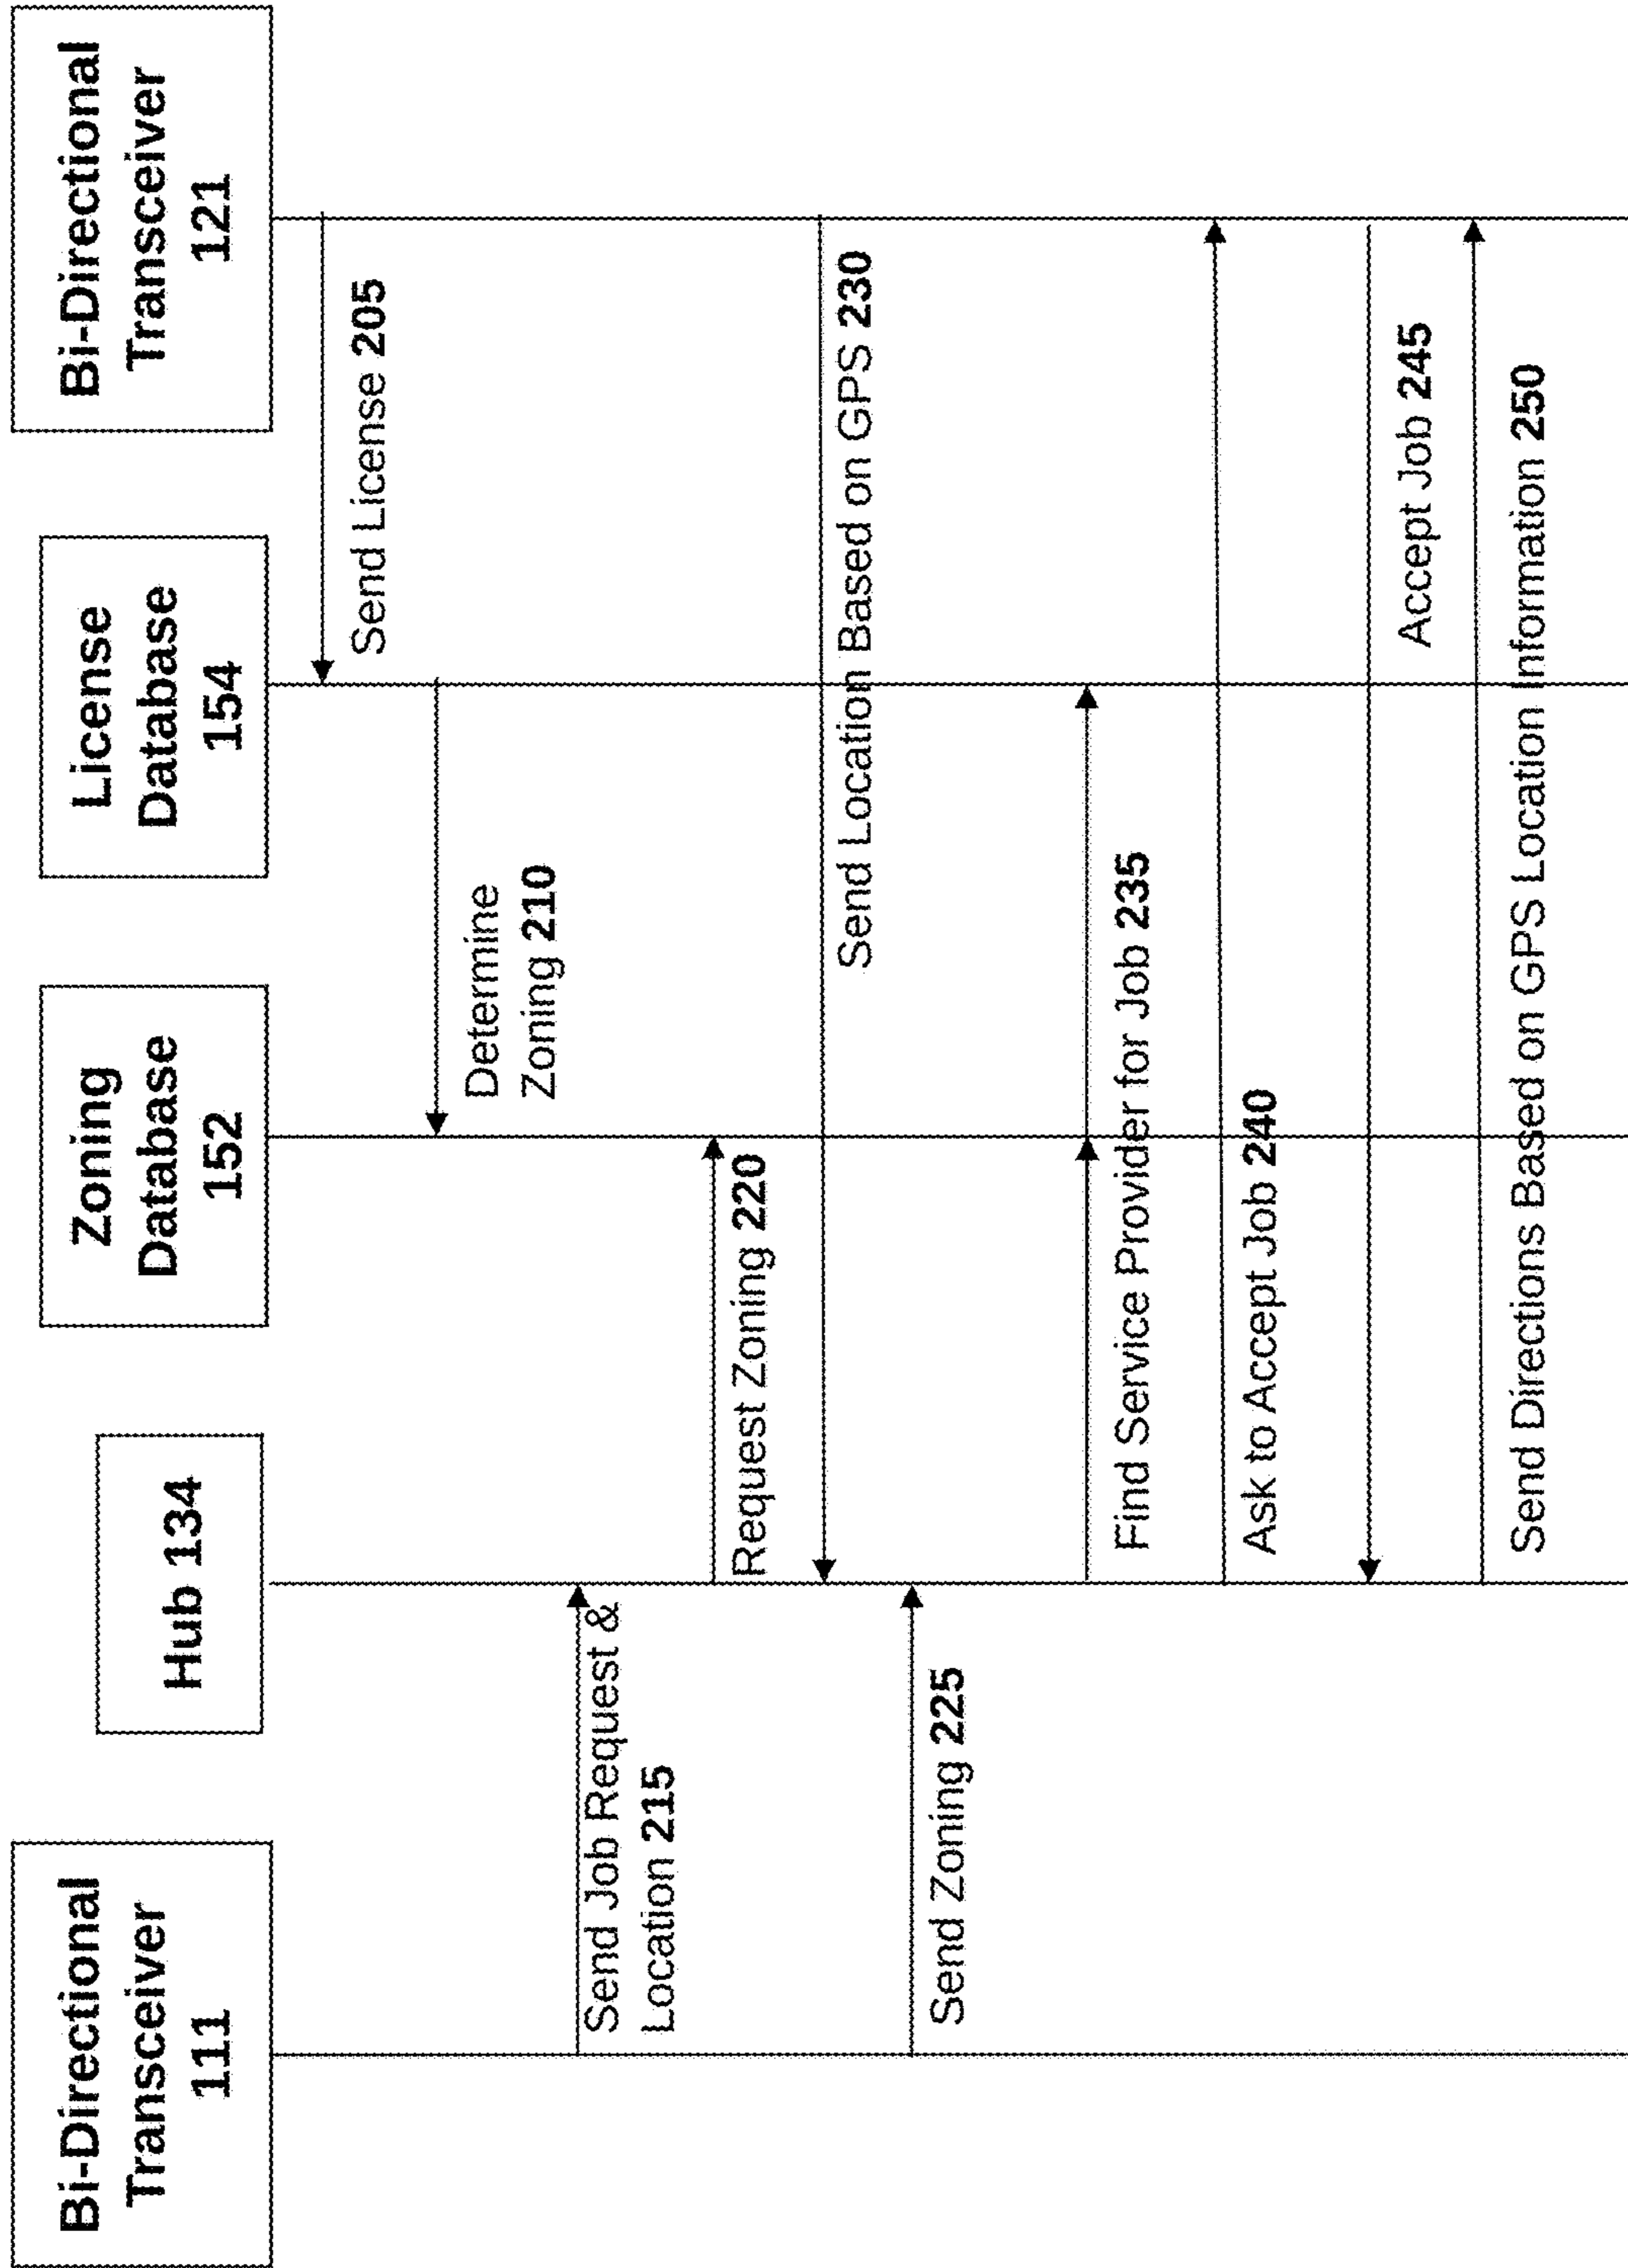 Bi-Directional
Transceiver
111
Hub 134
Zoning
Database
152
License
Database
154
Bi-Directional
Transceiver
121
Send License 205
Determine
Zoning 210
Send Job Request &
Location 215
Request Zoning 220
Send Location Based on GPS 230
Send Zoning 225
Find Service Provider for Job 235
Ask to Accept Job 240
Accept Job 245
Send Directions Based on GPS Location Information 250